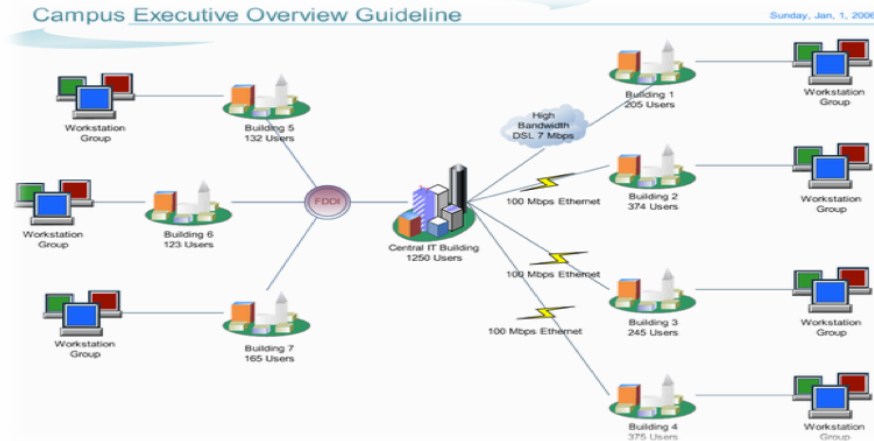 Campus Executive Overview Guideline
Sunday, Jan, 1, 2006
Workstation
Group
Building 5
132 Users
High
Bandwidth
DSL 7 Mbps
Building 1
205 Users
Workstation
Group
Workstation
Group
Building 6
123 Users
FDDI
Central IT Building
1250 Users
100 Mbps Ethernet
Building 2
374 Users
Workstation
Group
100 Mbps Ethernet
Building 3
245 Users
Workstation
Group
Workstation
Group
Building 7
165 Users
100 Mbps Ethernet
Building 4
375 Users
Workstation
Group